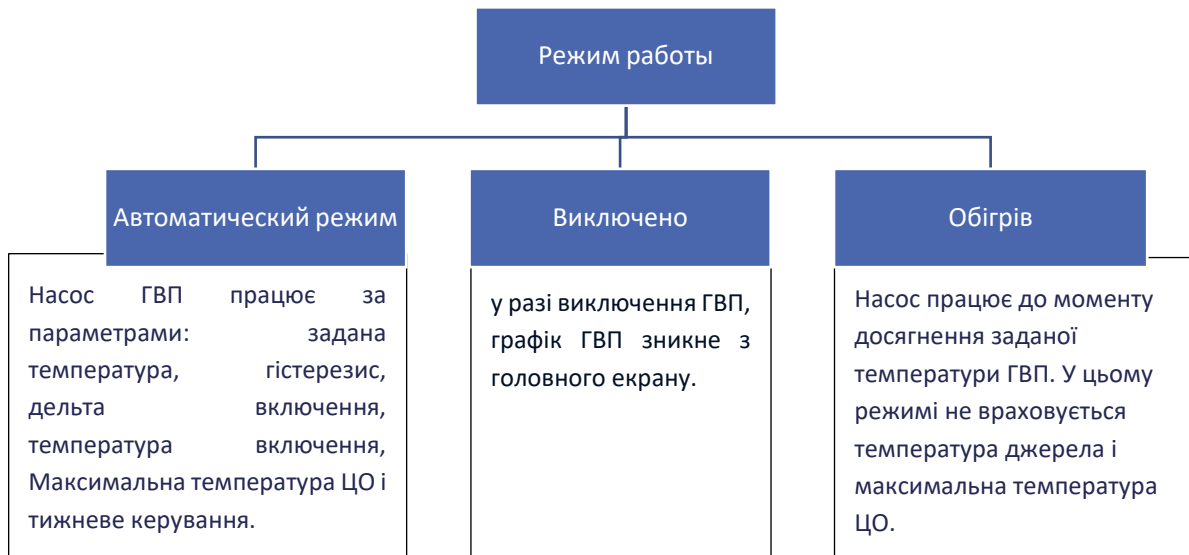 Режим работы
Автоматический режим
Насос ГВП працює за
параметрами: задана
температура, гістерезис,
дельта включення,
температура включення,
Максимальна температура ЦО і
тижневе керування.
Виключено
у разі виключення ГВП,
графік ГВП зникне з
головного екрану.
Обігрів
Насос працює до моменту
досягнення заданої
температури ГВП. У цьому
режимі не враховується
температура джерела і
максимальна температура
ЦО.